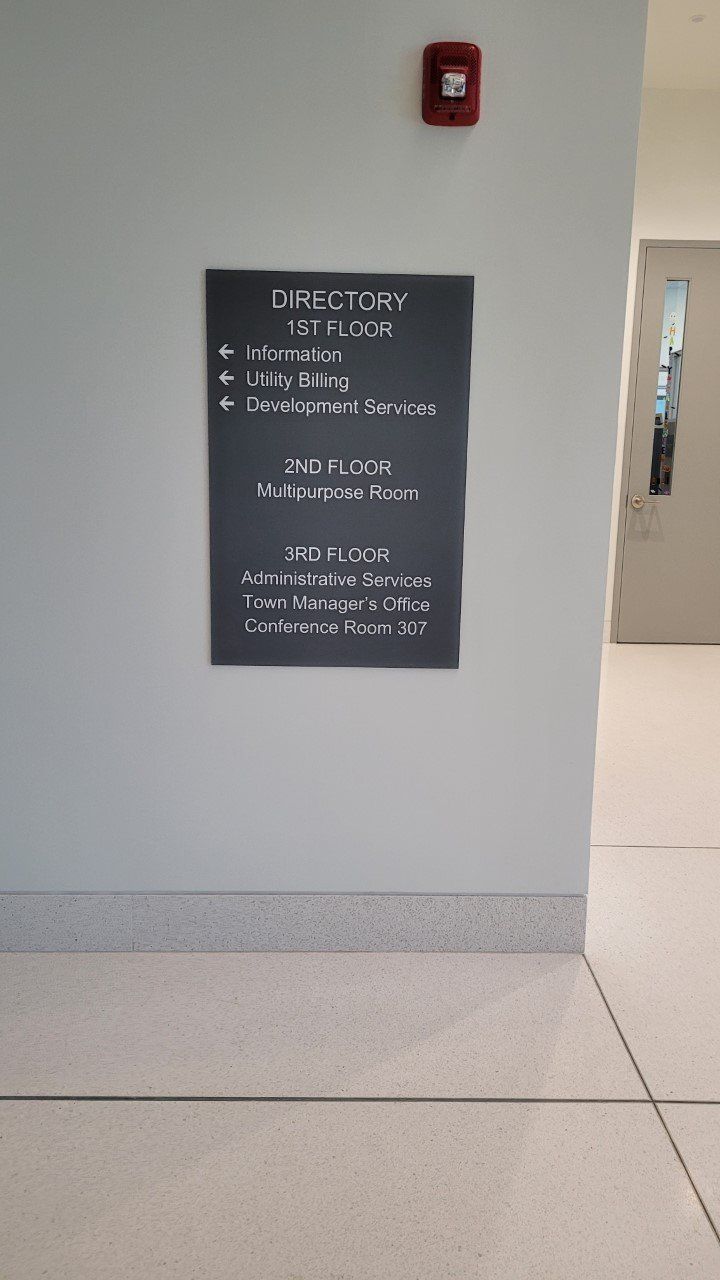 DIRECTORY
1ST FLOOR
← Information
← Utility Billing
← Development Services
2ND FLOOR
Multipurpose Room
3RD FLOOR
Administrative Services
Town Manager's Office
Conference Room 307